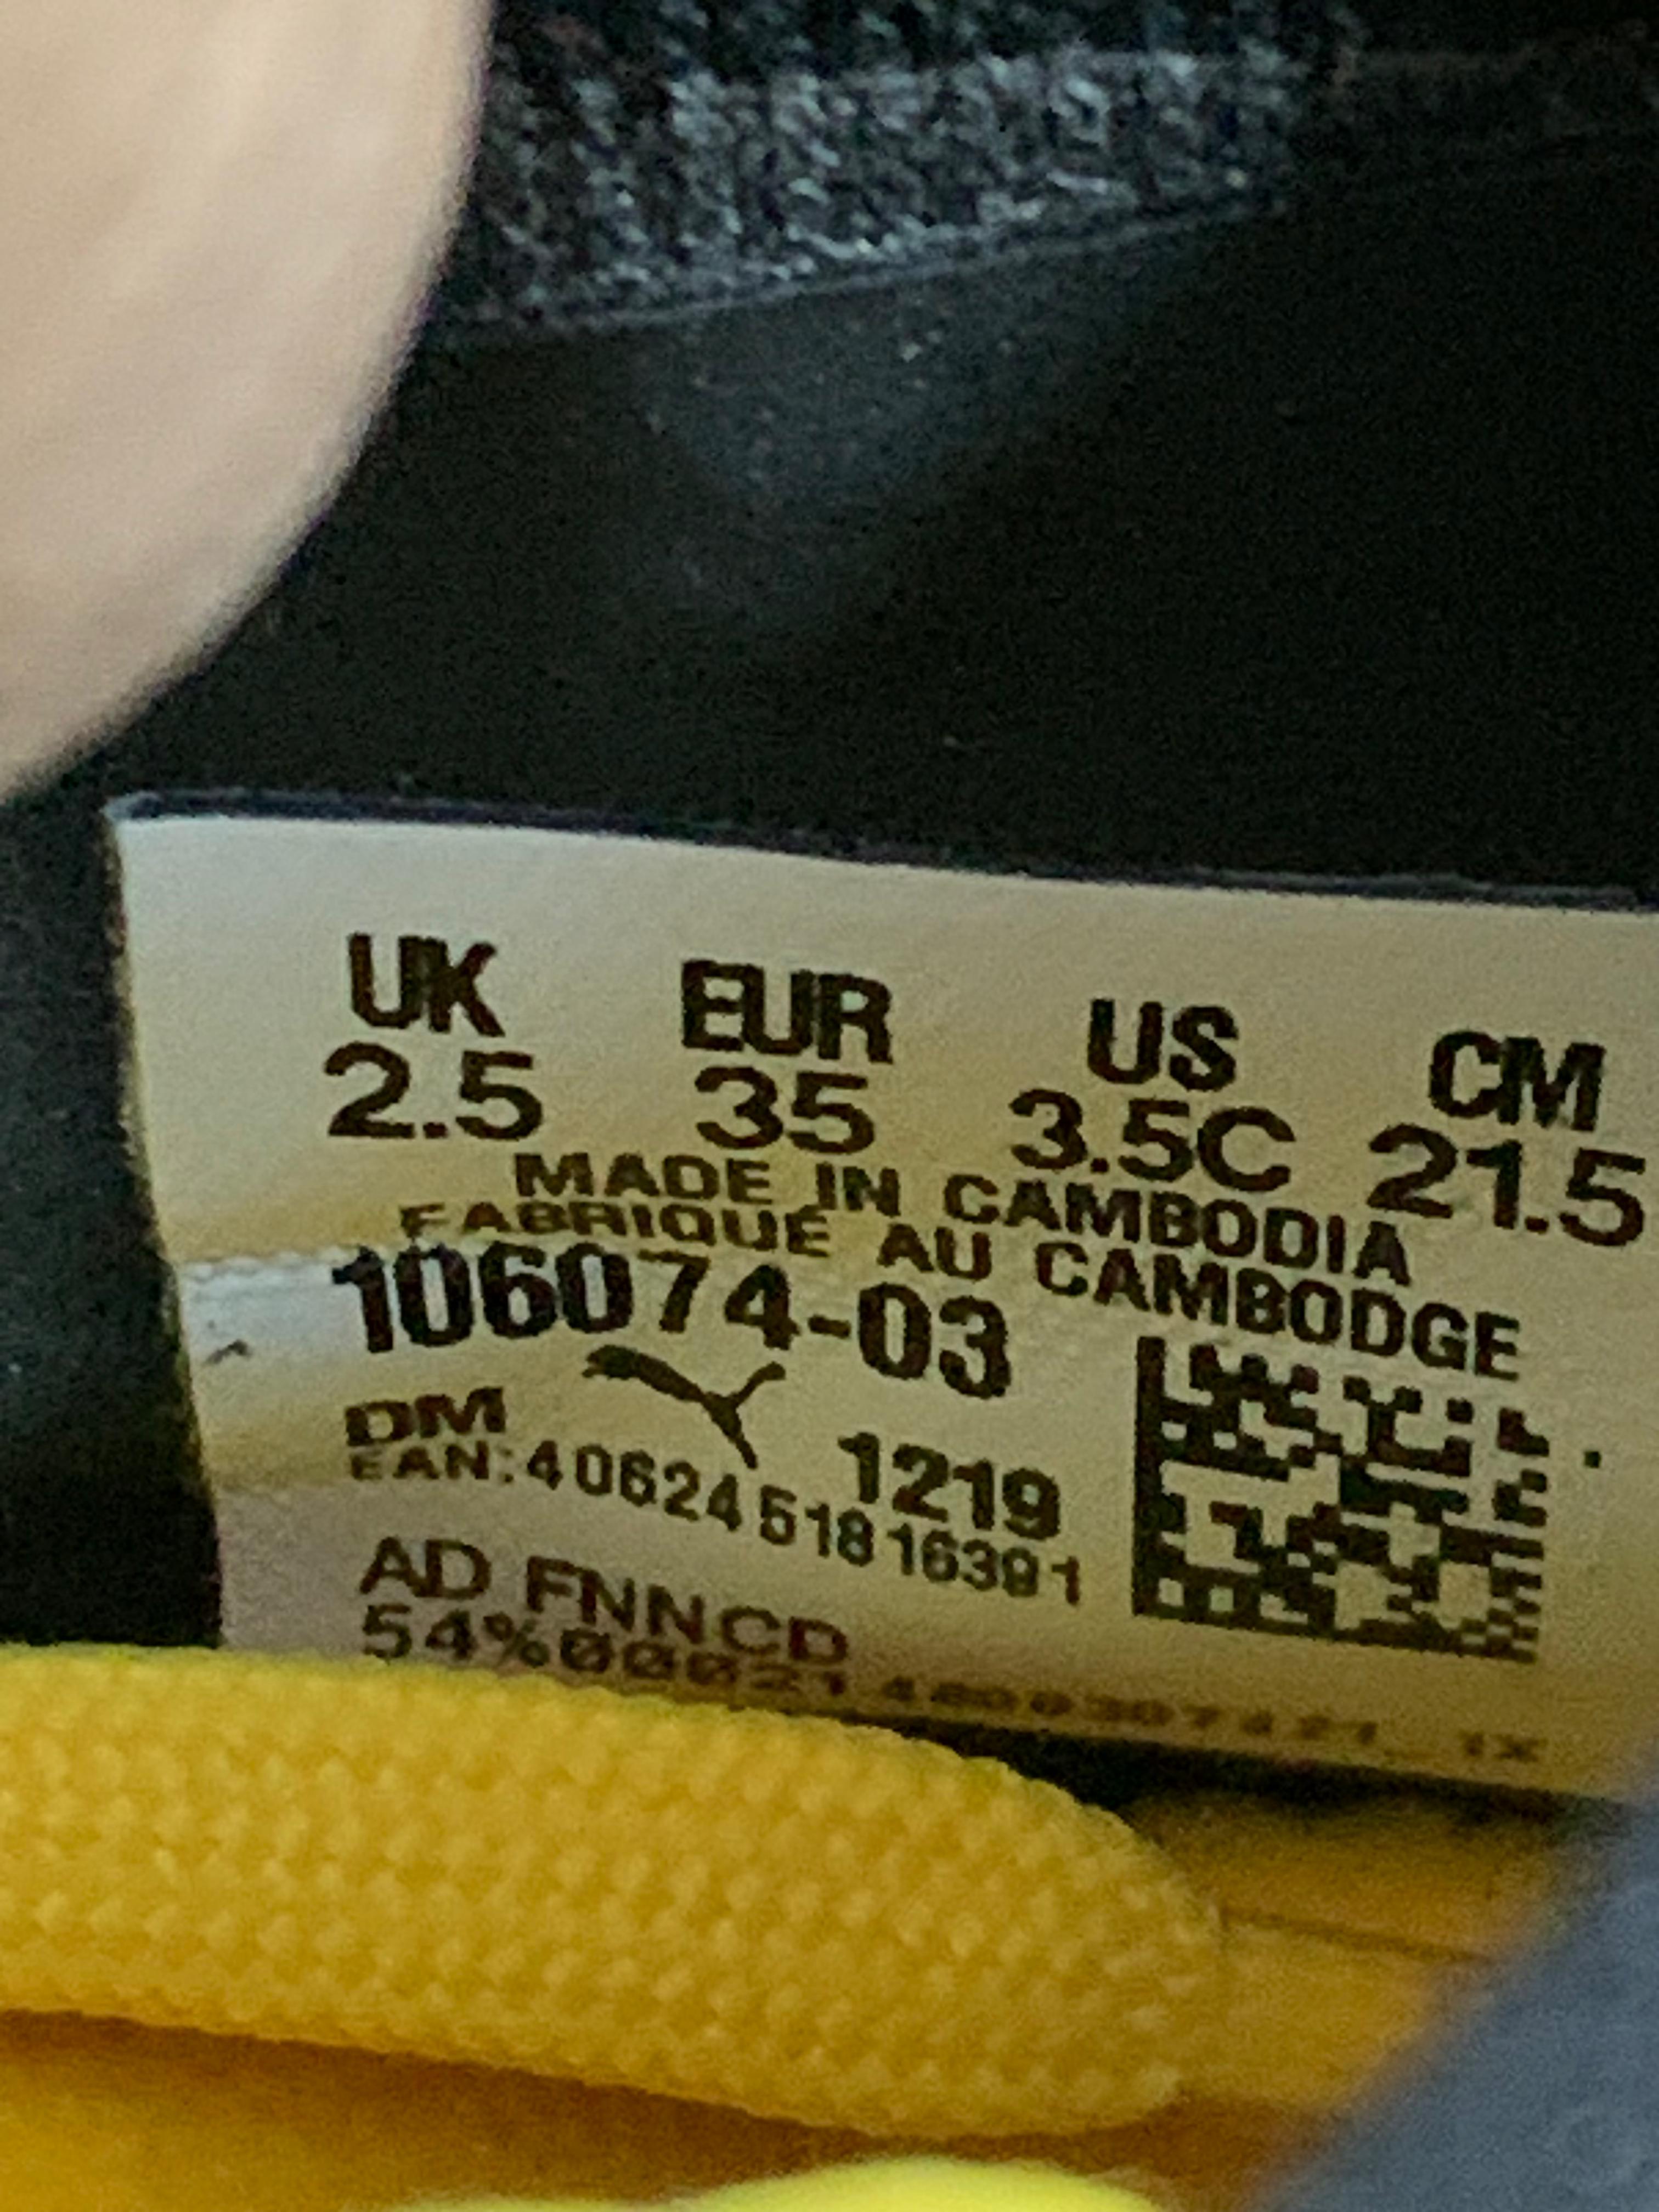 UK EUR US CM
2.5 35 3.5C 21.5
MADE IN CAMBODIA
FABRIQUÉ AU CAMBODGE
106074-03
DM 1219
EAN:4062451816391
AD FNNCD